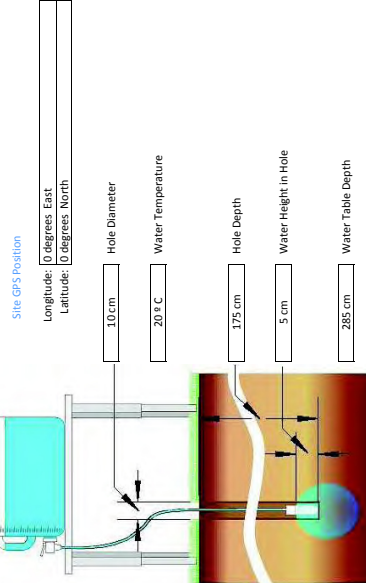 Site GPS Position
Longitude: 0 degrees East
Latitude: 0 degrees North
10 cm Hole Diameter
20 º C Water Temperature
175 cm Hole Depth
5 cm Water Height in Hole
285 cm Water Table Depth